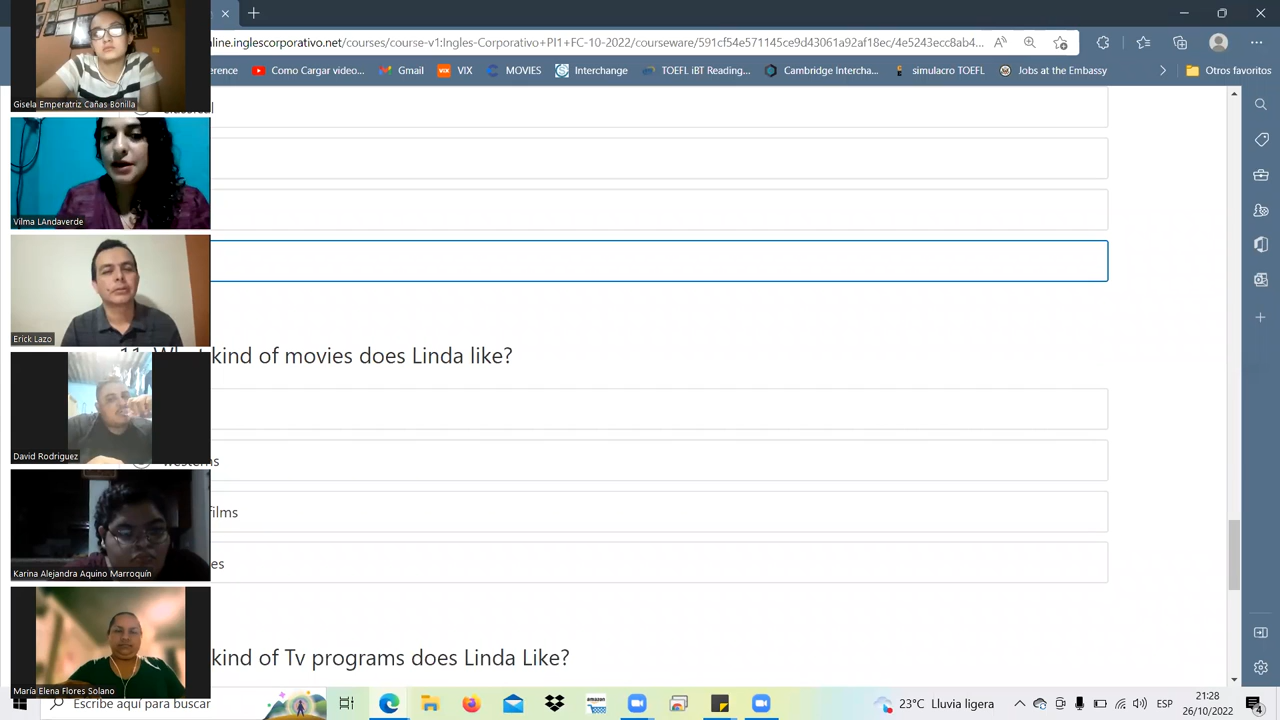 Gisela Emperatriz Cañas Bonilla
Vilma LAndaverde
Erick Lazo
David Rodriguez
Karina Alejandra Aquino Marroquín
María Elena Flores Solano
line.inglescorporativo.net/courses/course-v1:Ingles-Corporativo+PI1+FC-10-2022/courseware/591cf54e571145ce9d43061a92af18ec/4e5243ecc8ab4...
Como Cargar video...
Gmail
VIX
MOVIES
Interchange
TOEFL iBT Reading...
Cambridge Intercha...
simulacro TOEFL
Jobs at the Embassy
Otros favoritos
kind of movies does Linda like?
films
kind of Tv programs does Linda Like?
Escribe aquí para buscar
amazon
23°C Lluvia ligera
ESP
21:28
26/10/2022
4